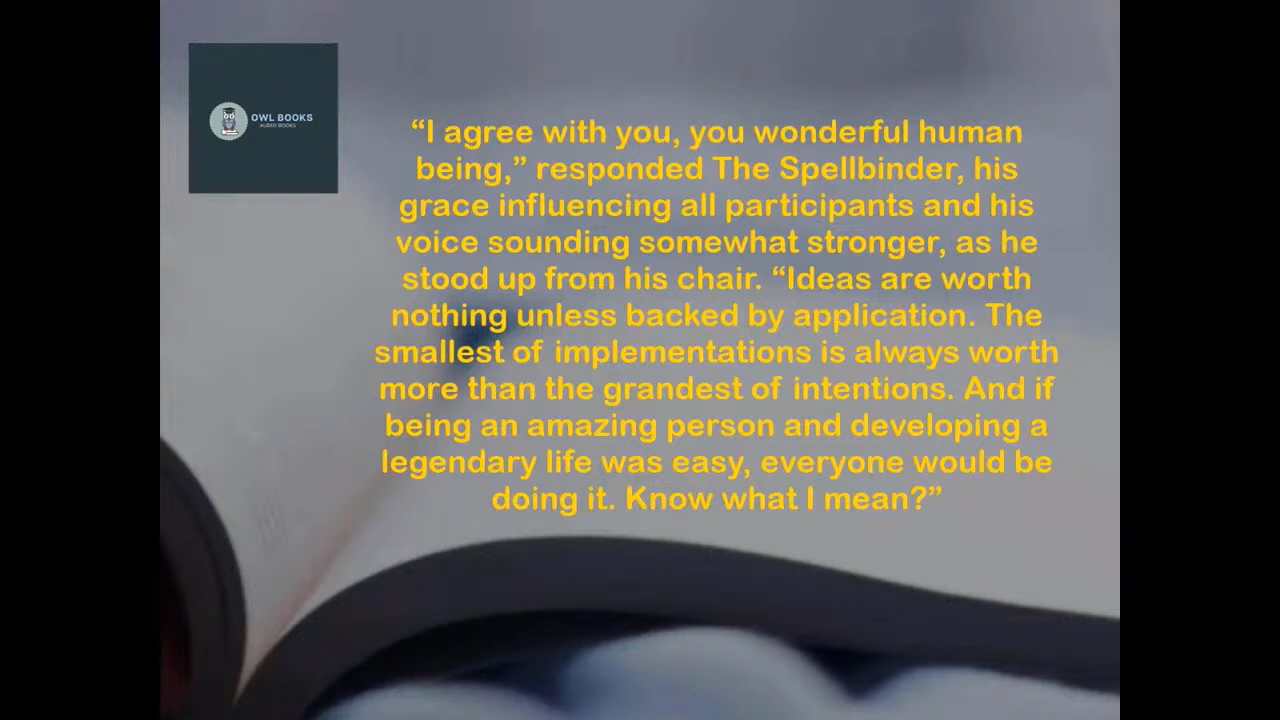 OWL BOOKS
AUDIO BOOKS
“I agree with you, you wonderful human
being,” responded The Spellbinder, his
grace influencing all participants and his
voice sounding somewhat stronger, as he
stood up from his chair. “Ideas are worth
nothing unless backed by application. The
smallest of implementations is always worth
more than the grandest of intentions. And if
being an amazing person and developing a
legendary life was easy, everyone would be
doing it. Know what I mean?”